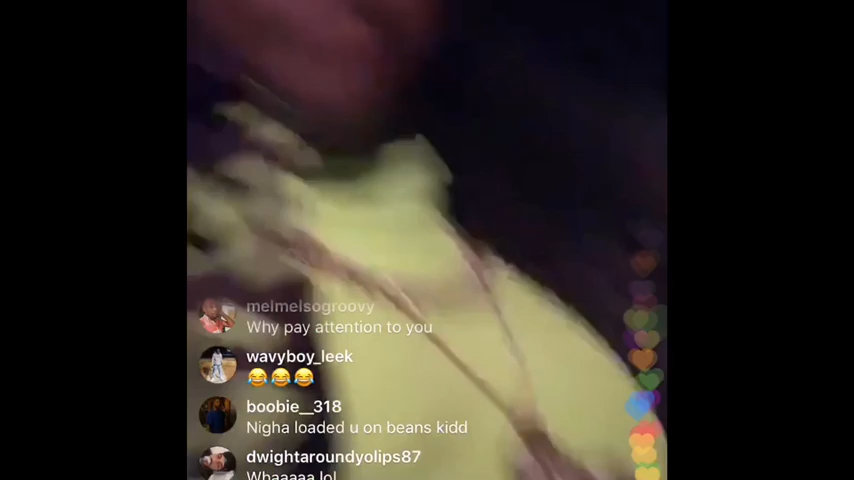 melmelsogroovy
Why pay attention to you
wavyboy_leek
😂😂😂
boobie__318
Nigha loaded u on beans kidd
dwightaroundyolips87
Whaaaaa lol